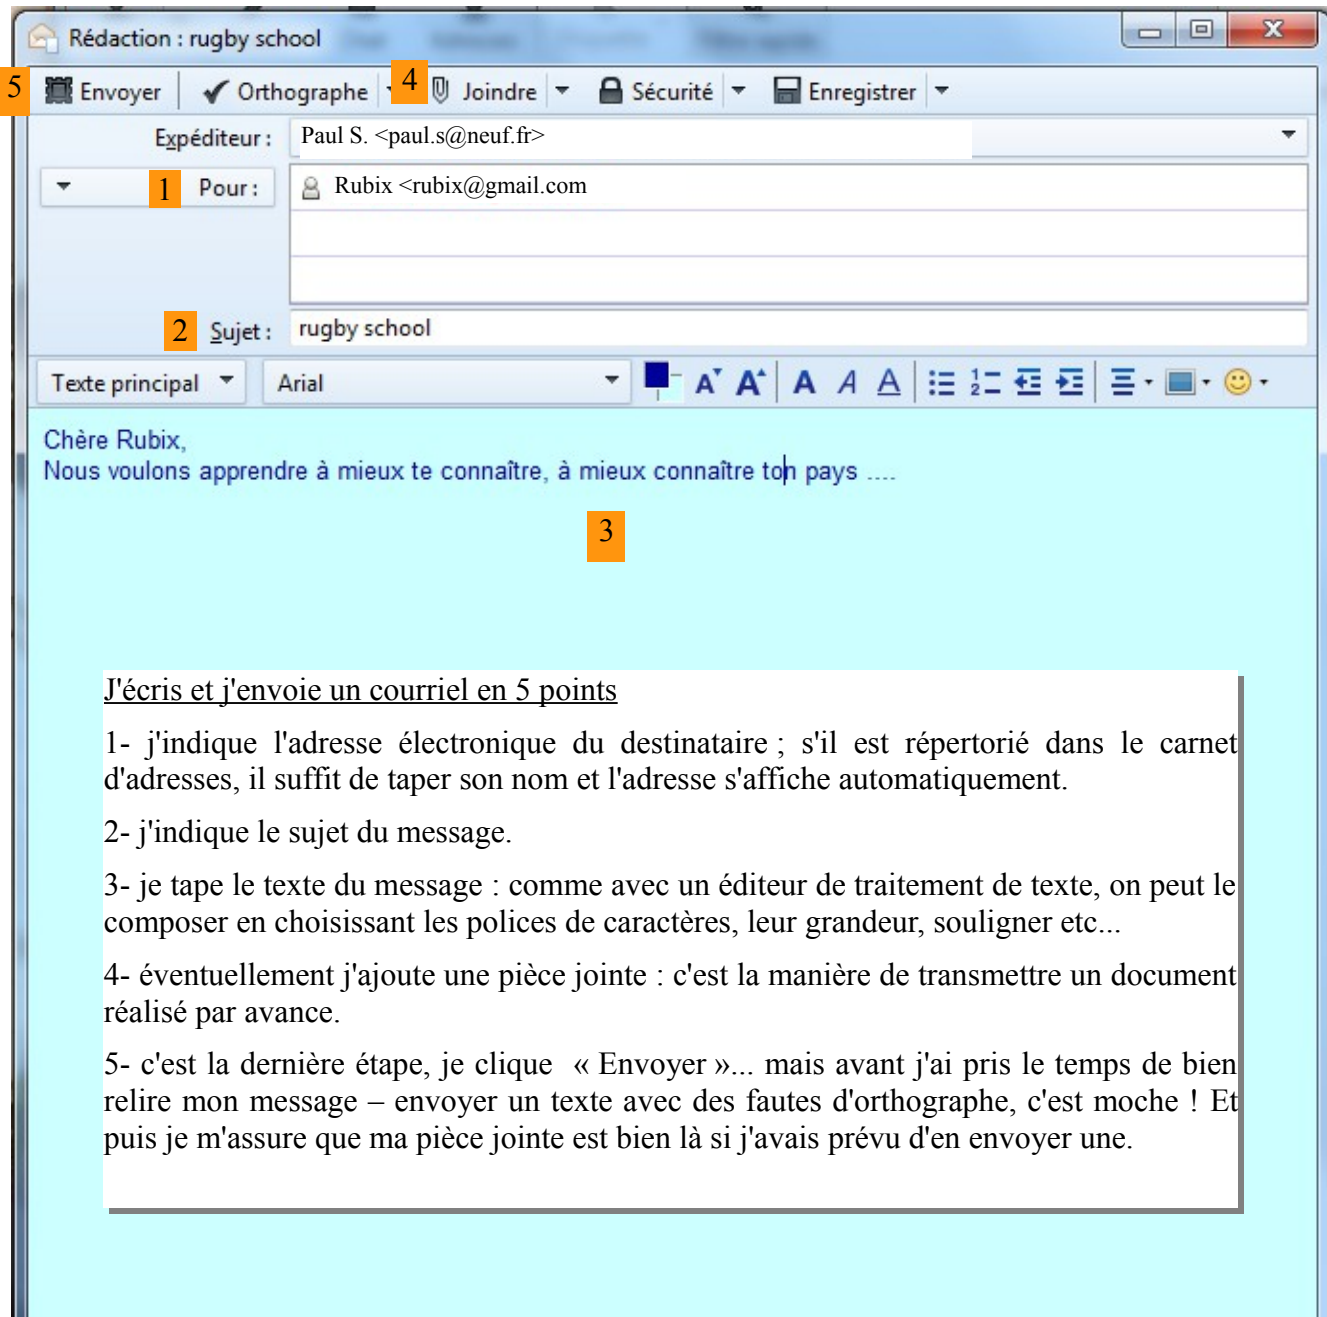 Rédaction : rugby school
5 Envoyer Orthographe 4 Joindre Sécurité Enregistrer
Expéditeur : Paul S. <paul.s@neuf.fr>
1 Pour : Rubix <rubix@gmail.com
2 Sujet : rugby school
Texte principal Arial
Chère Rubix,
Nous voulons apprendre à mieux te connaître, à mieux connaître ton pays ....
3
J'écris et j'envoie un courriel en 5 points
1- j'indique l'adresse électronique du destinataire ; s'il est répertorié dans le carnet
d'adresses, il suffit de taper son nom et l'adresse s'affiche automatiquement.
2- j'indique le sujet du message.
3- je tape le texte du message : comme avec un éditeur de traitement de texte, on peut le
composer en choisissant les polices de caractères, leur grandeur, souligner etc...
4- éventuellement j'ajoute une pièce jointe : c'est la manière de transmettre un document
réalisé par avance.
5- c'est la dernière étape, je clique « Envoyer »... mais avant j'ai pris le temps de bien
relire mon message – envoyer un texte avec des fautes d'orthographe, c'est moche ! Et
puis je m'assure que ma pièce jointe est bien là si j'avais prévu d'en envoyer une.